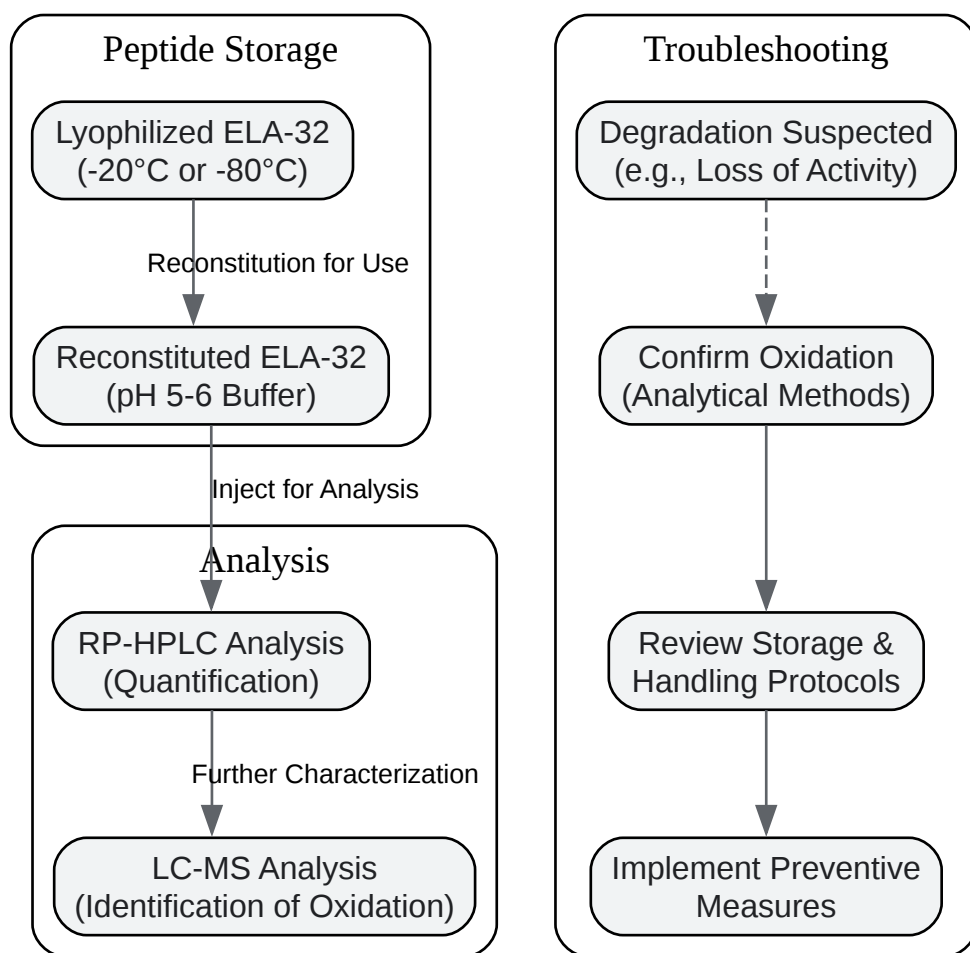 Peptide Storage
Lyophilized ELA-32
(-20°C or -80°C)
Reconstitution for Use
Reconstituted ELA-32
(pH 5-6 Buffer)
Inject for Analysis
Analysis
RP-HPLC Analysis
(Quantification)
Further Characterization
LC-MS Analysis
(Identification of Oxidation)
Troubleshooting
Degradation Suspected
(e.g., Loss of Activity)
Confirm Oxidation
(Analytical Methods)
Review Storage &
Handling Protocols
Implement Preventive
Measures